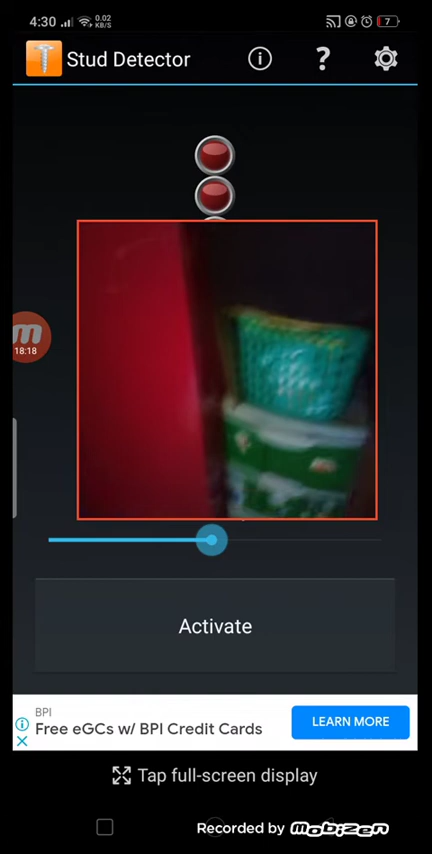 4:30 0.02 KB/S 7
Stud Detector i ?
m
18:18
Activate
BPI
Free eGCs w/ BPI Credit Cards
LEARN MORE
Tap full-screen display
Recorded by mobizen